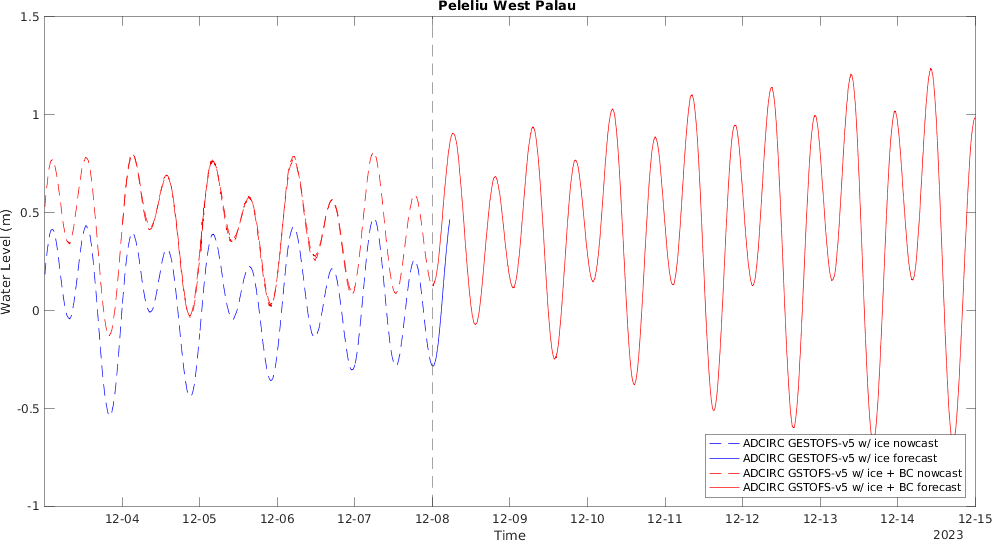 Peleliu West Palau
1.5
1
0.5
0
-0.5
-1
Water Level (m)
ADCIRC GESTOFS-v5 w/ ice nowcast
ADCIRC GESTOFS-v5 w/ ice forecast
ADCIRC GSTOFS-v5 w/ ice + BC nowcast
ADCIRC GSTOFS-v5 w/ ice + BC forecast
12-04 12-05 12-06 12-07 12-08 12-09 12-10 12-11 12-12 12-13 12-14 12-15
Time
2023